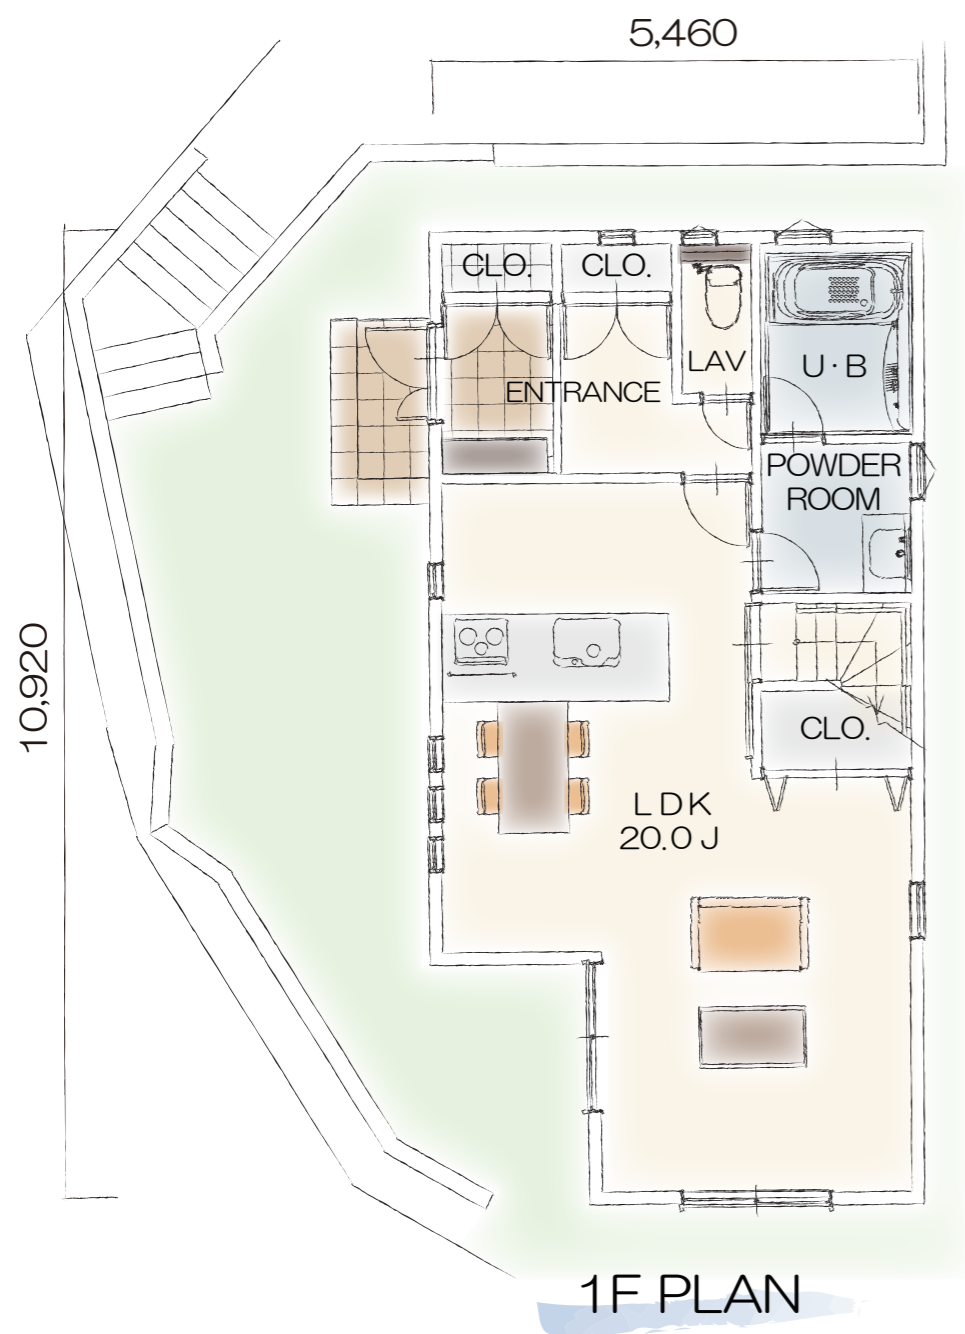 5,460
CLO.
CLO.
LAV
U・B
ENTRANCE
POWDER
ROOM
10,920
CLO.
LDK
20.0 J
1F PLAN